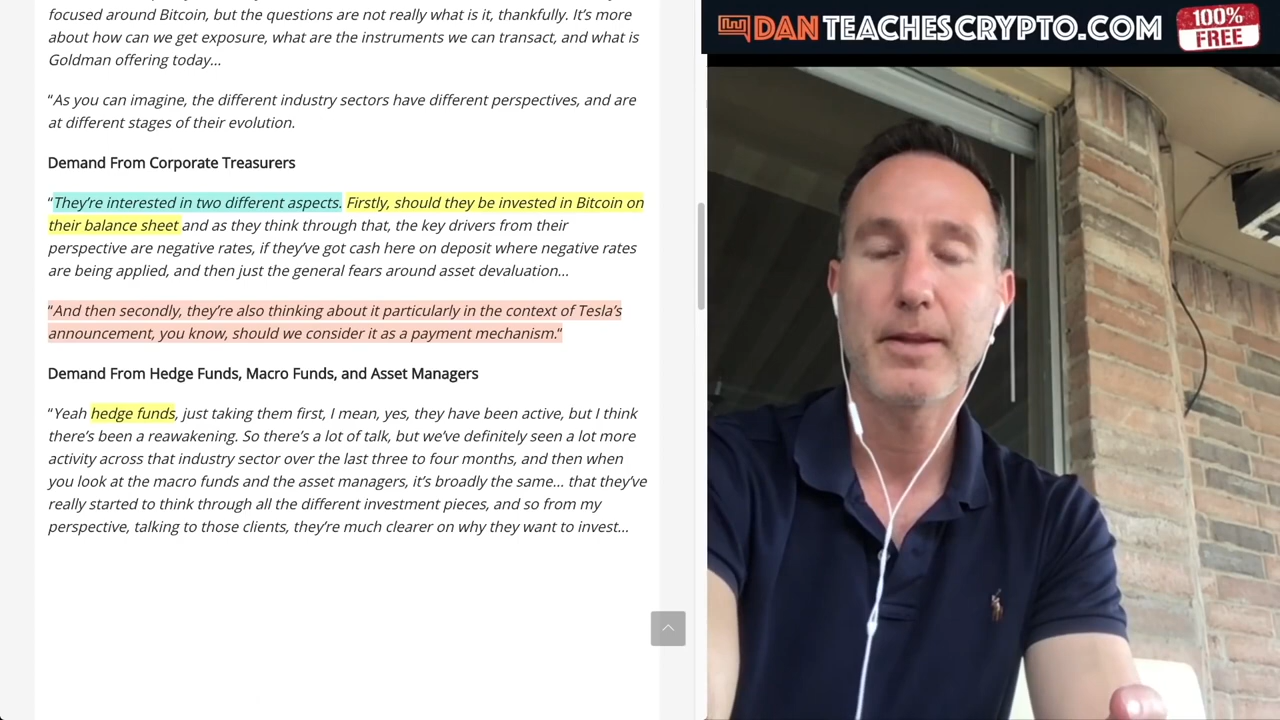 focused around Bitcoin, but the questions are not really what is it, thankfully. It's more
about how can we get exposure, what are the instruments we can transact, and what is
Goldman offering today…
“As you can imagine, the different industry sectors have different perspectives, and are
at different stages of their evolution.
Demand From Corporate Treasurers
“They're interested in two different aspects. Firstly, should they be invested in Bitcoin on
their balance sheet and as they think through that, the key drivers from their
perspective are negative rates, if they've got cash here on deposit where negative rates
are being applied, and then just the general fears around asset devaluation…
“And then secondly, they're also thinking about it particularly in the context of Tesla's
announcement, you know, should we consider it as a payment mechanism.“
Demand From Hedge Funds, Macro Funds, and Asset Managers
“Yeah hedge funds, just taking them first, I mean, yes, they have been active, but I think
there's been a reawakening. So there's a lot of talk, but we've definitely seen a lot more
activity across that industry sector over the last three to four months, and then when
you look at the macro funds and the asset managers, it's broadly the same… that they've
really started to think through all the different investment pieces, and so from my
perspective, talking to those clients, they're much clearer on why they want to invest…
DANTEACHESCRYPTO.COM
100%
FREE